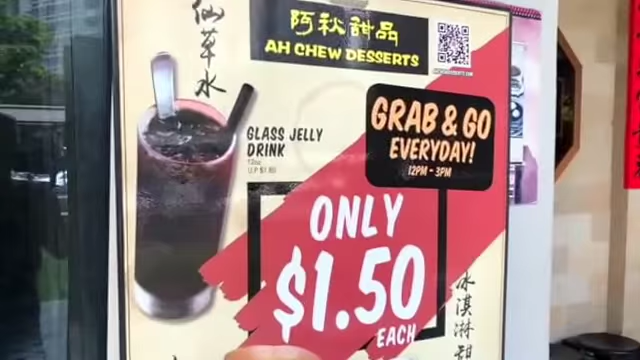 仙草水
阿秋甜品
AH CHEW DESSERTS
GRAB & GO
EVERYDAY!
12PM - 3PM
GLASS JELLY
DRINK
ONLY
$1.50
EACH
冰淇淋甜